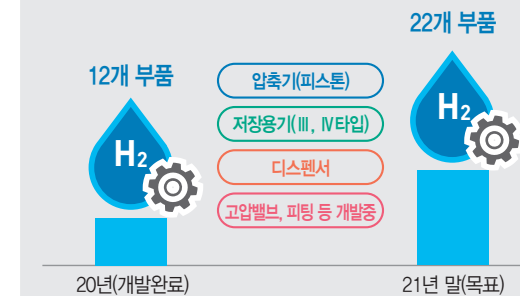 22개 부품
12개 부품
압축기(피스톤)
H2
저장용기(Ⅲ, Ⅳ타입)
H2
디스펜서
고압밸브, 피팅 등 개발중
20년(개발완료)
21년 말(목표)